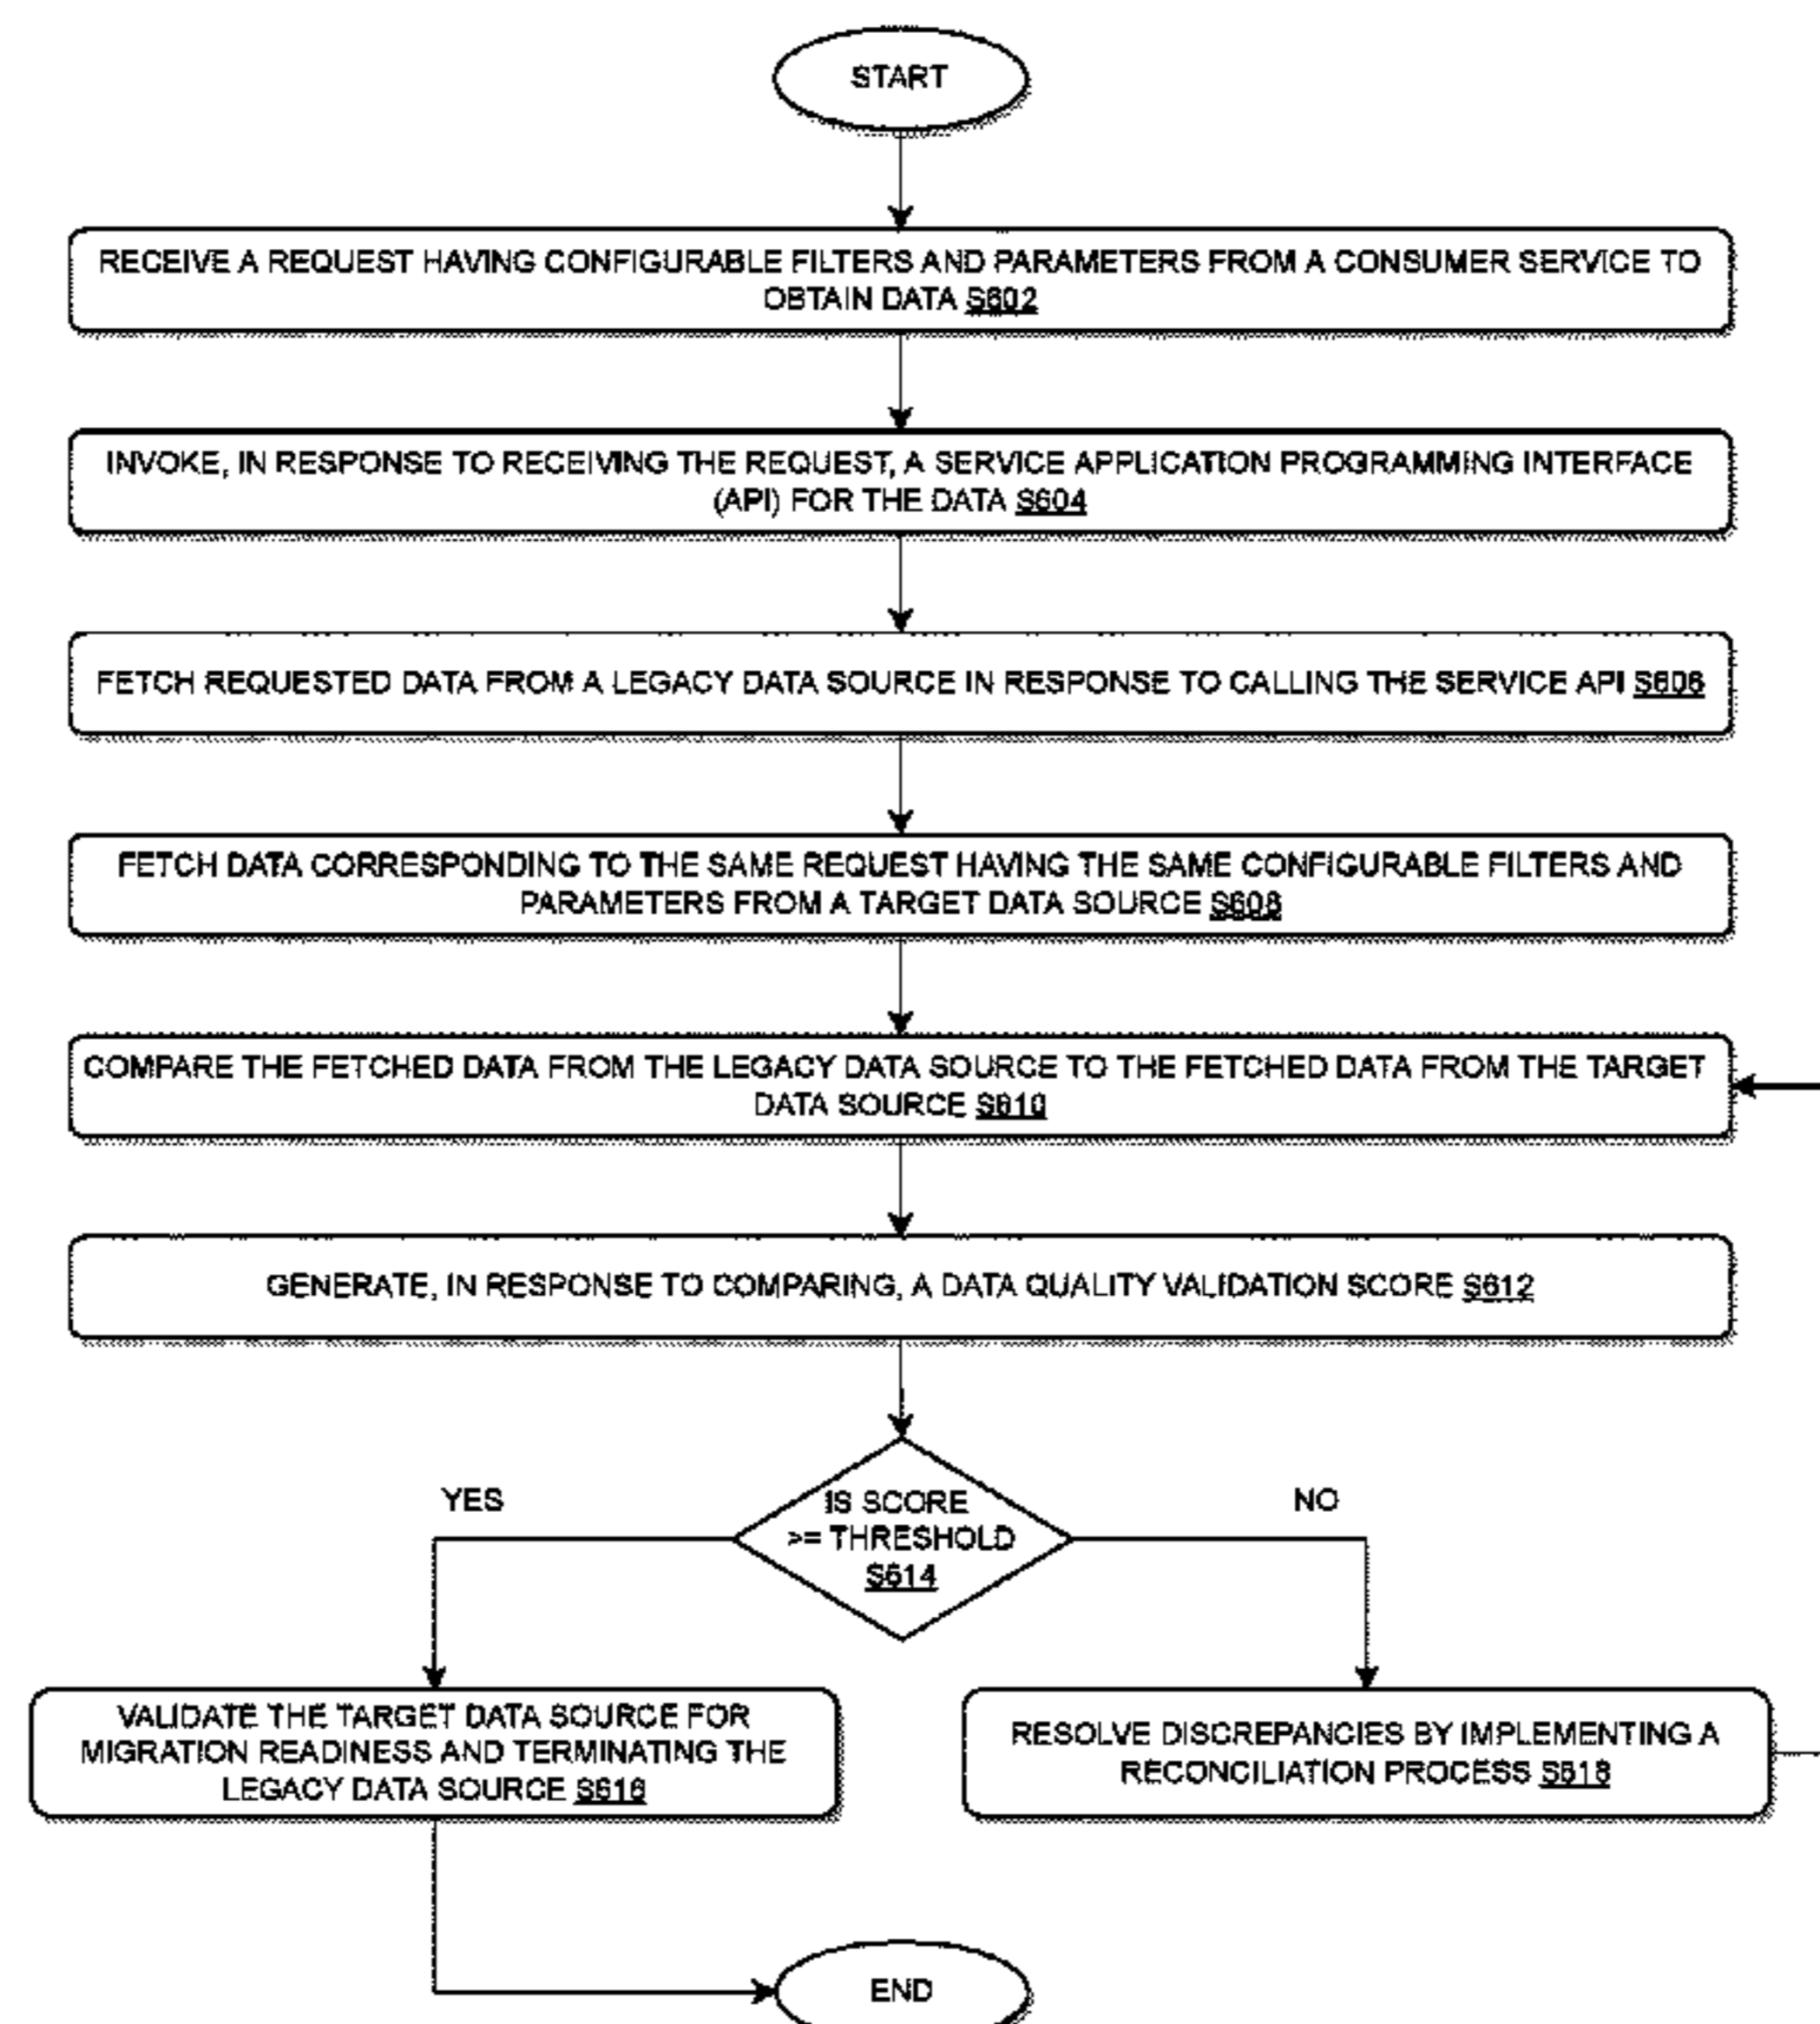 START
RECEIVE A REQUEST HAVING CONFIGURABLE FILTERS AND PARAMETERS FROM A CONSUMER SERVICE TO
OBTAIN DATA S602
INVOKE, IN RESPONSE TO RECEIVING THE REQUEST, A SERVICE APPLICATION PROGRAMMING INTERFACE
(API) FOR THE DATA S604
FETCH REQUESTED DATA FROM A LEGACY DATA SOURCE IN RESPONSE TO CALLING THE SERVICE API S606
FETCH DATA CORRESPONDING TO THE SAME REQUEST HAVING THE SAME CONFIGURABLE FILTERS AND
PARAMETERS FROM A TARGET DATA SOURCE S608
COMPARE THE FETCHED DATA FROM THE LEGACY DATA SOURCE TO THE FETCHED DATA FROM THE TARGET
DATA SOURCE S610
GENERATE, IN RESPONSE TO COMPARING, A DATA QUALITY VALIDATION SCORE S612
YES
IS SCORE
>= THRESHOLD
S614
NO
VALIDATE THE TARGET DATA SOURCE FOR
MIGRATION READINESS AND TERMINATING THE
LEGACY DATA SOURCE S616
RESOLVE DISCREPANCIES BY IMPLEMENTING A
RECONCILIATION PROCESS S618
END